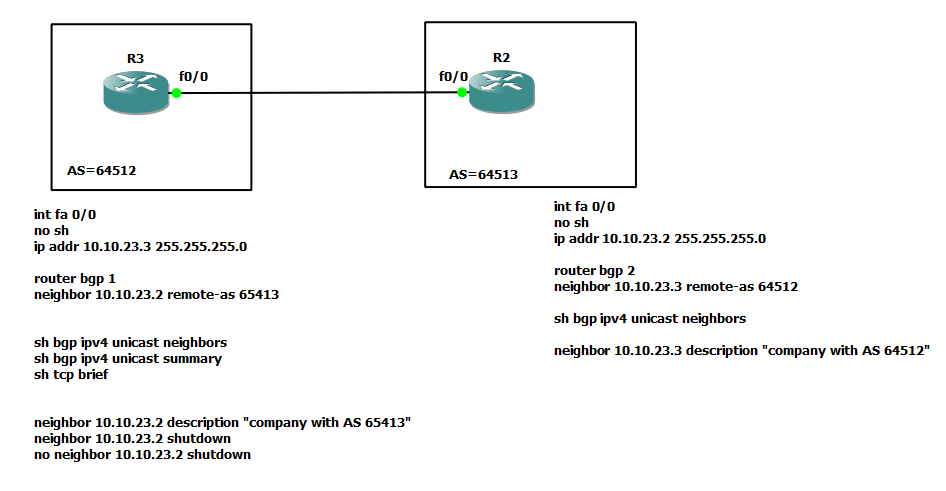 R3
f0/0
AS=64512
R2
f0/0
AS=64513
int fa 0/0
no sh
ip addr 10.10.23.3 255.255.255.0
router bgp 1
neighbor 10.10.23.2 remote-as 65413
sh bgp ipv4 unicast neighbors
sh bgp ipv4 unicast summary
sh tcp brief
neighbor 10.10.23.2 description "company with AS 65413"
neighbor 10.10.23.2 shutdown
no neighbor 10.10.23.2 shutdown
int fa 0/0
no sh
ip addr 10.10.23.2 255.255.255.0
router bgp 2
neighbor 10.10.23.3 remote-as 64512
sh bgp ipv4 unicast neighbors
neighbor 10.10.23.3 description "company with AS 64512"